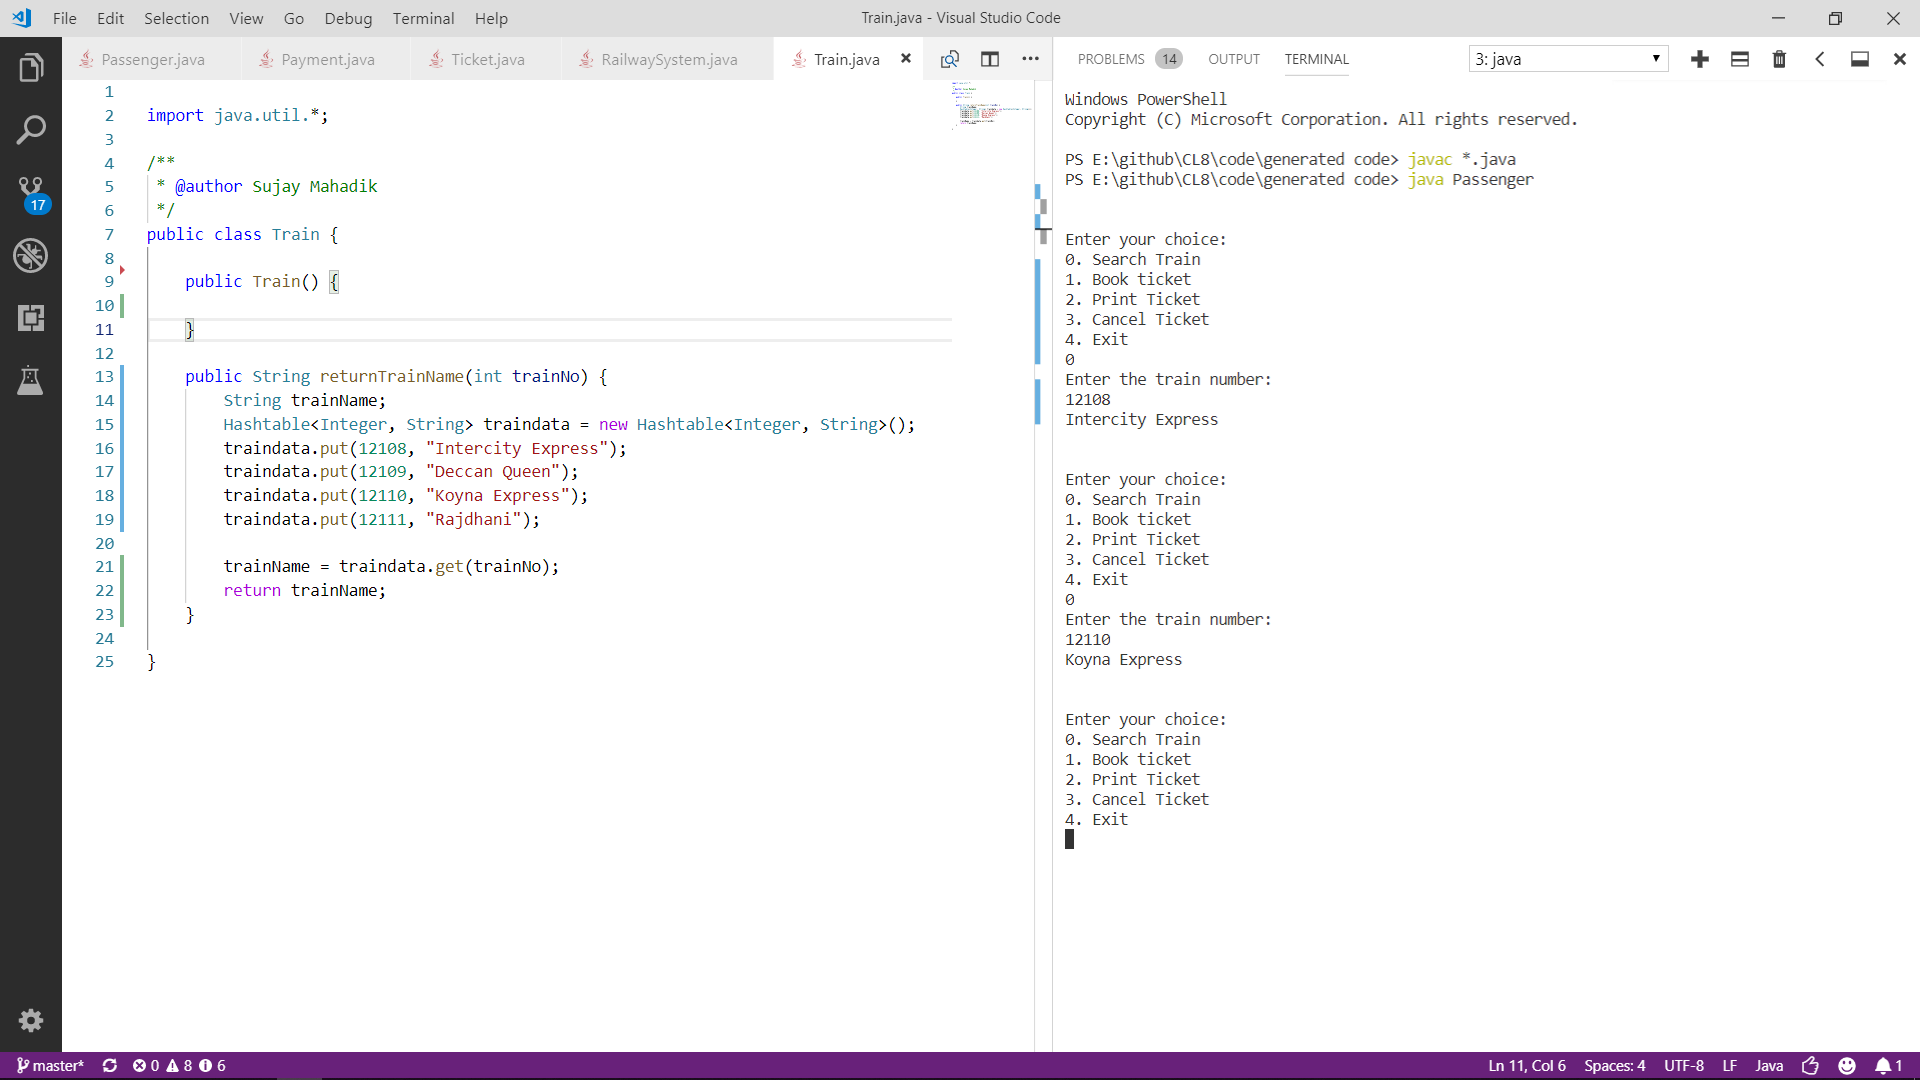 File Edit Selection View Go Debug Terminal Help
Train.java - Visual Studio Code
Passenger.java Payment.java Ticket.java RailwaySystem.java Train.java
17
1
2 import java.util.*;
3
4 /**
5  * @author Sujay Mahadik
6  */
7 public class Train {
8
9     public Train() {
10
11     }
12
13     public String returnTrainName(int trainNo) {
14         String trainName;
15         Hashtable<Integer, String> traindata = new Hashtable<Integer, String>();
16         traindata.put(12108, "Intercity Express");
17         traindata.put(12109, "Deccan Queen");
18         traindata.put(12110, "Koyna Express");
19         traindata.put(12111, "Rajdhani");
20
21         trainName = traindata.get(trainNo);
22         return trainName;
23     }
24
25 }
PROBLEMS 14 OUTPUT TERMINAL 3: java
Windows PowerShell
Copyright (C) Microsoft Corporation. All rights reserved.
PS E:\github\CL8\code\generated code> javac *.java
PS E:\github\CL8\code\generated code> java Passenger
Enter your choice:
0. Search Train
1. Book ticket
2. Print Ticket
3. Cancel Ticket
4. Exit
0
Enter the train number:
12108
Intercity Express
Enter your choice:
0. Search Train
1. Book ticket
2. Print Ticket
3. Cancel Ticket
4. Exit
0
Enter the train number:
12110
Koyna Express
Enter your choice:
0. Search Train
1. Book ticket
2. Print Ticket
3. Cancel Ticket
4. Exit
master* 0 8 6 Ln 11, Col 6 Spaces: 4 UTF-8 LF Java 1